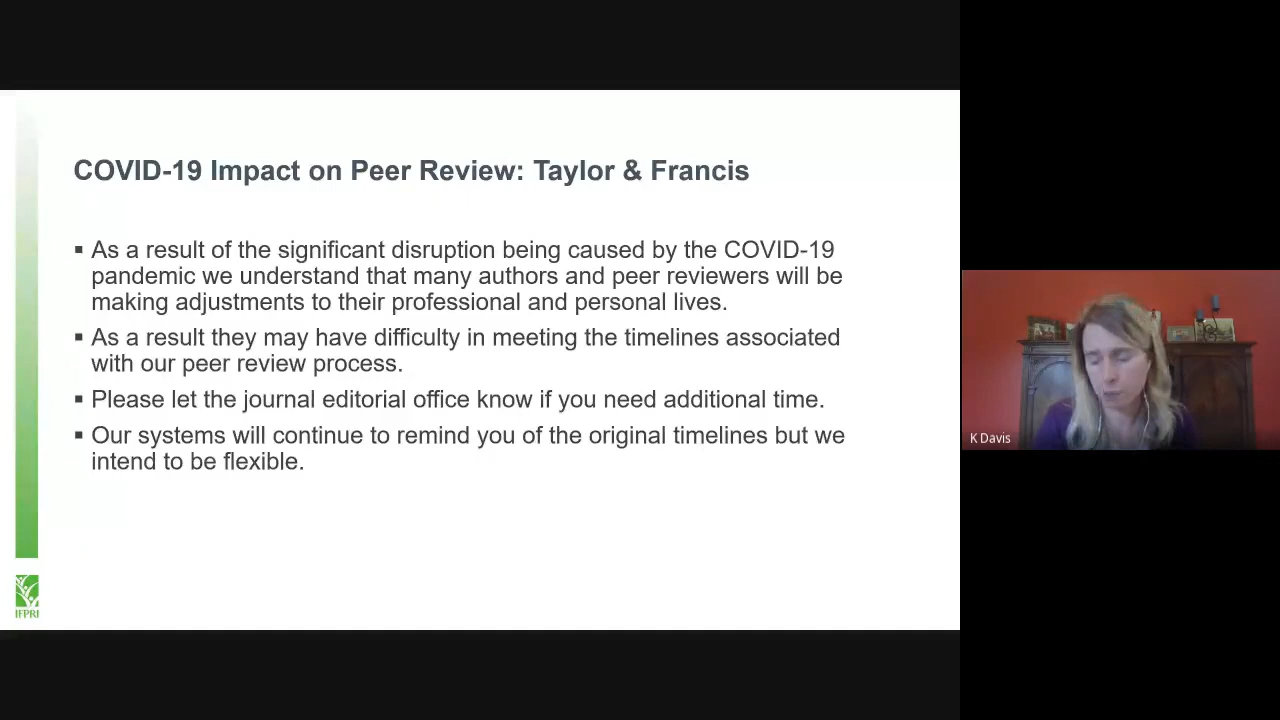 COVID-19 Impact on Peer Review: Taylor & Francis
▪ As a result of the significant disruption being caused by the COVID-19
pandemic we understand that many authors and peer reviewers will be
making adjustments to their professional and personal lives.
▪ As a result they may have difficulty in meeting the timelines associated
with our peer review process.
▪ Please let the journal editorial office know if you need additional time.
▪ Our systems will continue to remind you of the original timelines but we
intend to be flexible.
IFPRI
K Davis